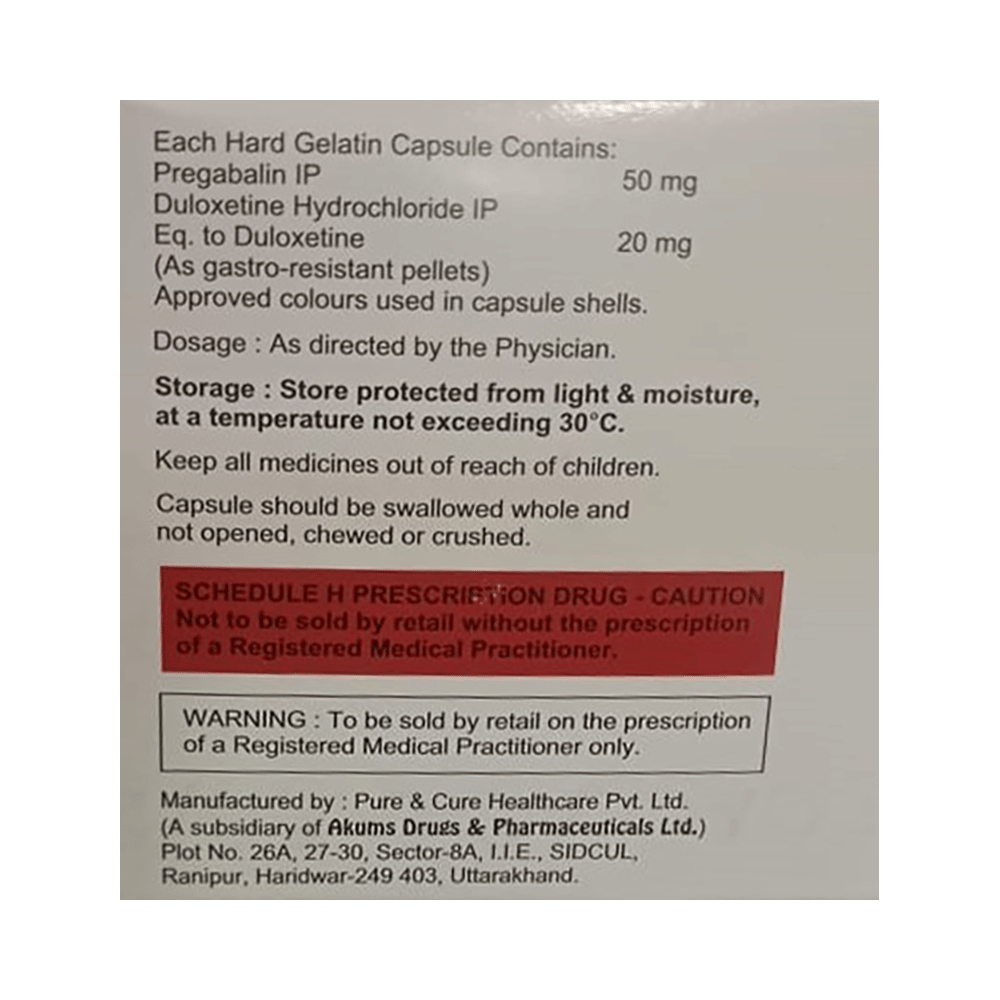 Each Hard Gelatin Capsule Contains:
Pregabalin IP 50 mg
Duloxetine Hydrochloride IP
Eq. to Duloxetine 20 mg
(As gastro-resistant pellets)
Approved colours used in capsule shells.
Dosage : As directed by the Physician.
Storage : Store protected from light & moisture,
at a temperature not exceeding 30°C.
Keep all medicines out of reach of children.
Capsule should be swallowed whole and
not opened, chewed or crushed.
SCHEDULE H PRESCRIPTION DRUG - CAUTION
Not to be sold by retail without the prescription
of a Registered Medical Practitioner.
WARNING : To be sold by retail on the prescription
of a Registered Medical Practitioner only.
Manufactured by : Pure & Cure Healthcare Pvt. Ltd.
(A subsidiary of Akums Drugs & Pharmaceuticals Ltd.)
Plot No. 26A, 27-30, Sector-8A, I.I.E., SIDCUL,
Ranipur, Haridwar-249 403, Uttarakhand.